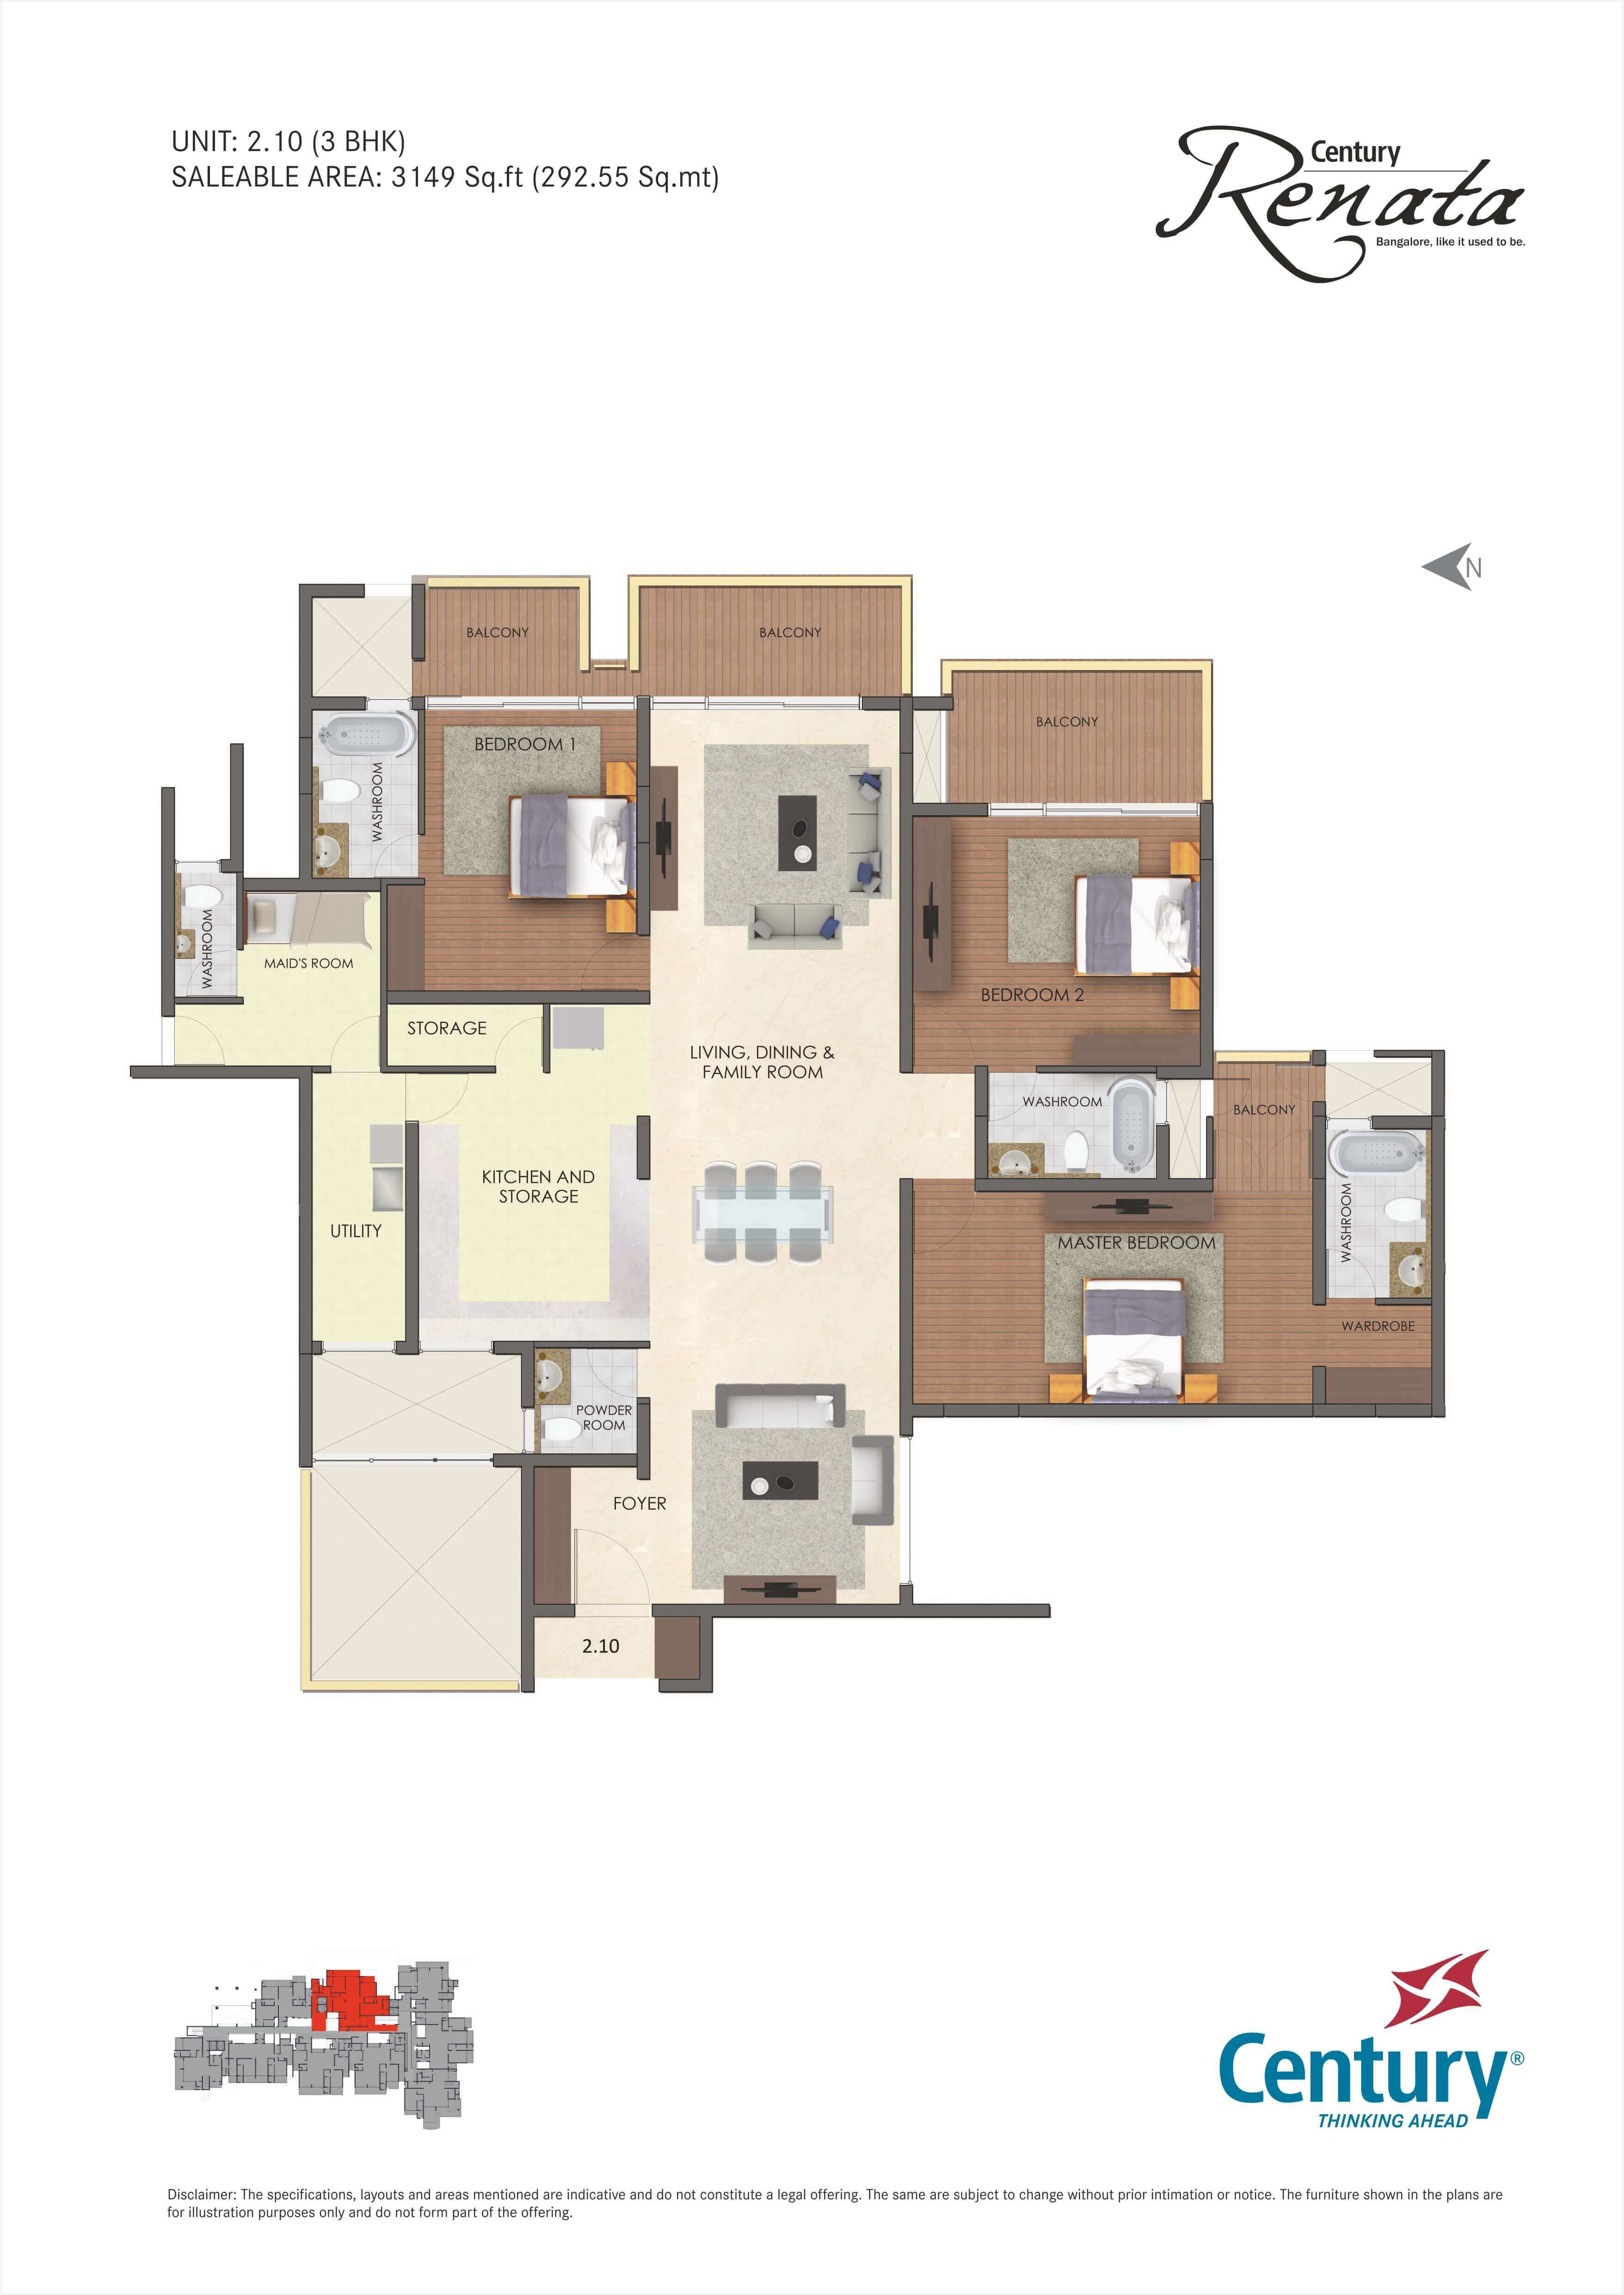 UNIT: 2.10 (3 BHK)
SALEABLE AREA: 3149 Sq.ft (292.55 Sq.mt)
Century
Renata
Bangalore, like it used to be.
N
BALCONY
BALCONY
BALCONY
BEDROOM 1
WASHROOM
WASHROOM
MAID'S ROOM
BEDROOM 2
STORAGE
LIVING, DINING &
FAMILY ROOM
WASHROOM
BALCONY
KITCHEN AND
STORAGE
UTILITY
WASHROOM
MASTER BEDROOM
WARDROBE
POWDER
ROOM
FOYER
2.10
Century®
THINKING AHEAD
Disclaimer: The specifications, layouts and areas mentioned are indicative and do not constitute a legal offering. The same are subject to change without prior intimation or notice. The furniture shown in the plans are
for illustration purposes only and do not form part of the offering.